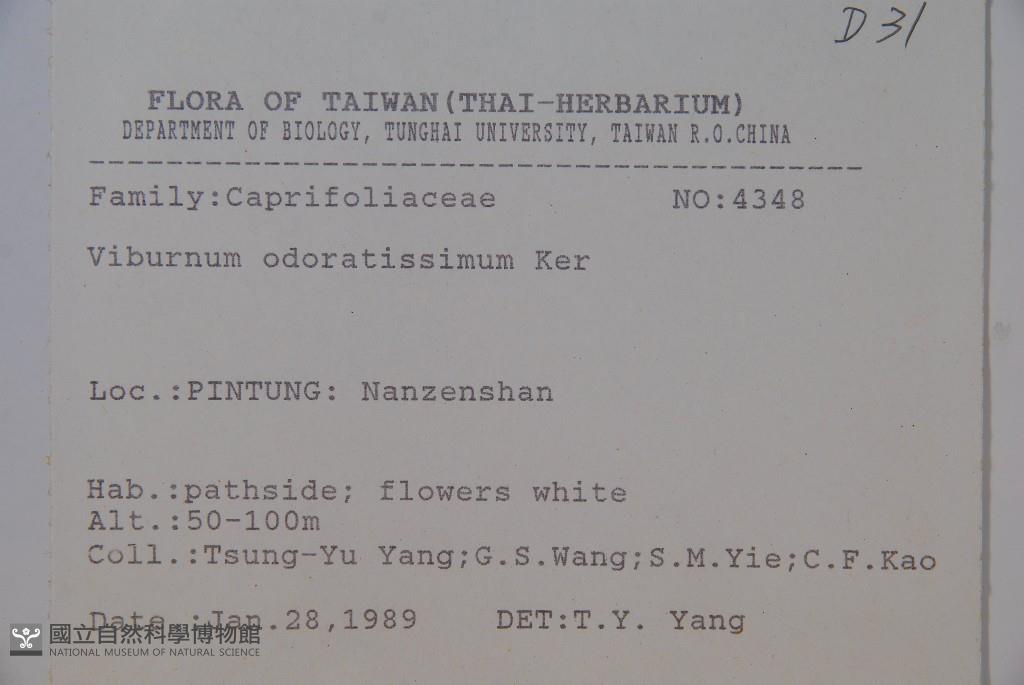 D 31
FLORA OF TAIWAN(THAI-HERBARIUM)
DEPARTMENT OF BIOLOGY, TUNGHAI UNIVERSITY, TAIWAN R.O.CHINA
----------------------------------------
Family:Caprifoliaceae NO:4348
Viburnum odoratissimum Ker
Loc.:PINTUNG: Nanzenshan
Hab.:pathside; flowers white
Alt.:50-100m
Coll.:Tsung-Yu Yang;G.S.Wang;S.M.Yie;C.F.Kao
Date :Jan.28,1989 DET:T.Y. Yang
國立自然科學博物館
NATIONAL MUSEUM OF NATURAL SCIENCE